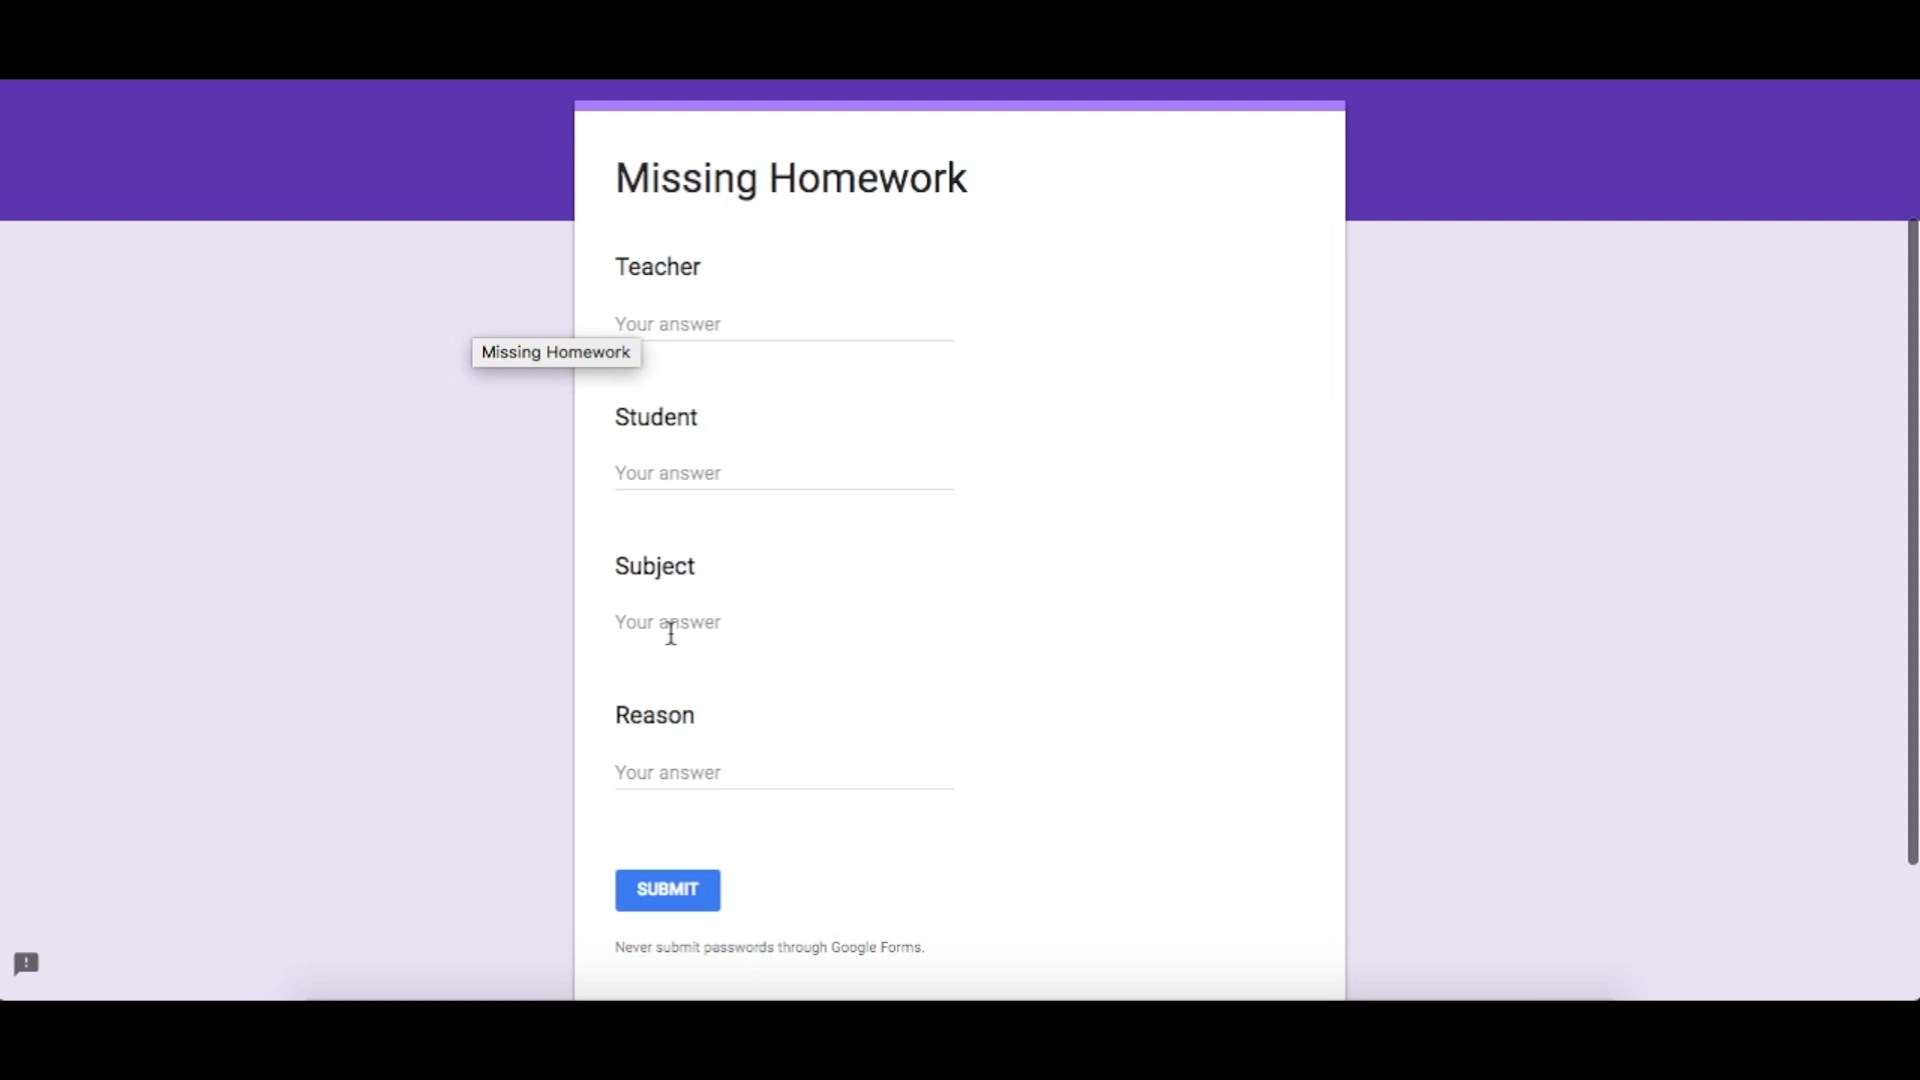 Missing Homework
Teacher
Your answer
Missing Homework
Student
Your answer
Subject
Your answer
Reason
Your answer
SUBMIT
Never submit passwords through Google Forms.